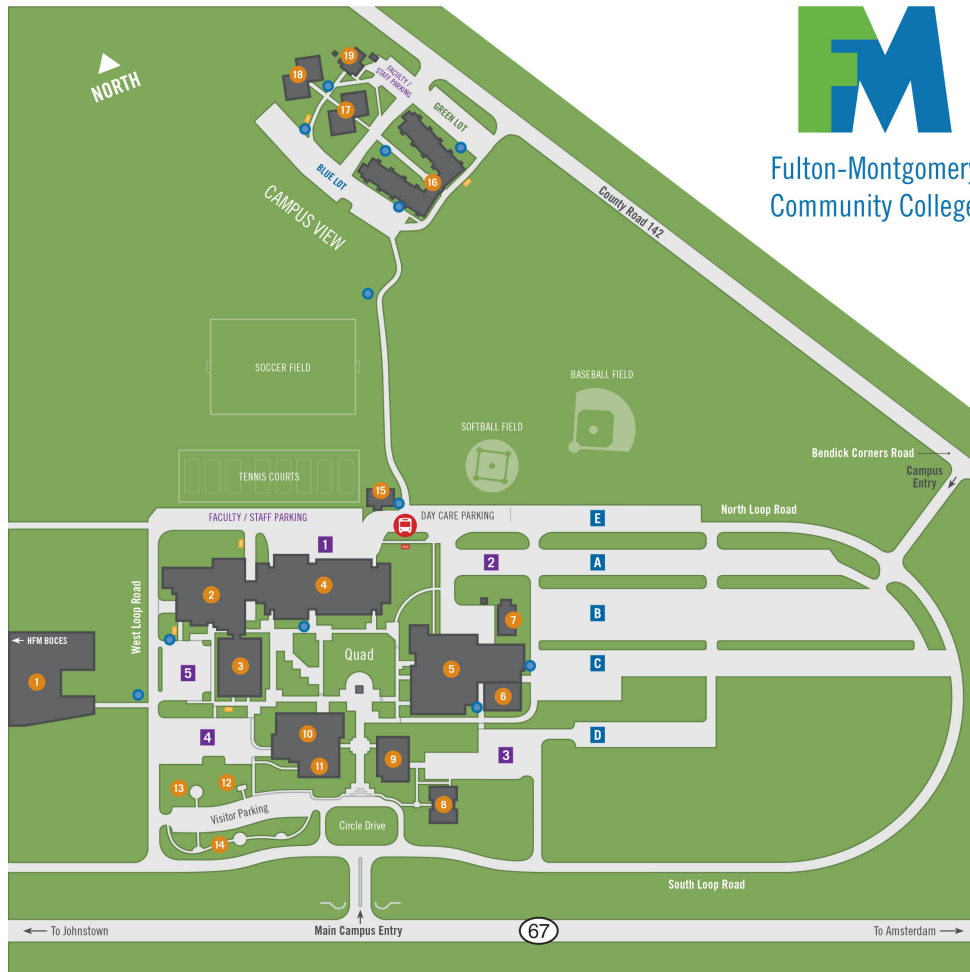 NORTH
19
18
17
FACULTY /
STAFF PARKING
GREEN LOT
BLUE LOT
16
CAMPUS VIEW
County Road 142
FM
Fulton-Montgomery
Community College
SOCCER FIELD
BASEBALL FIELD
SOFTBALL FIELD
TENNIS COURTS
Bendick Corners Road
Campus
Entry
15
FACULTY / STAFF PARKING
DAY CARE PARKING
E
North Loop Road
1
2
A
West Loop Road
2
4
7
B
HFM BOCES
1
5
3
Quad
5
6
C
4
10
11
9
3
D
13
12
8
Visitor Parking
14
Circle Drive
South Loop Road
To Johnstown
Main Campus Entry
67
To Amsterdam